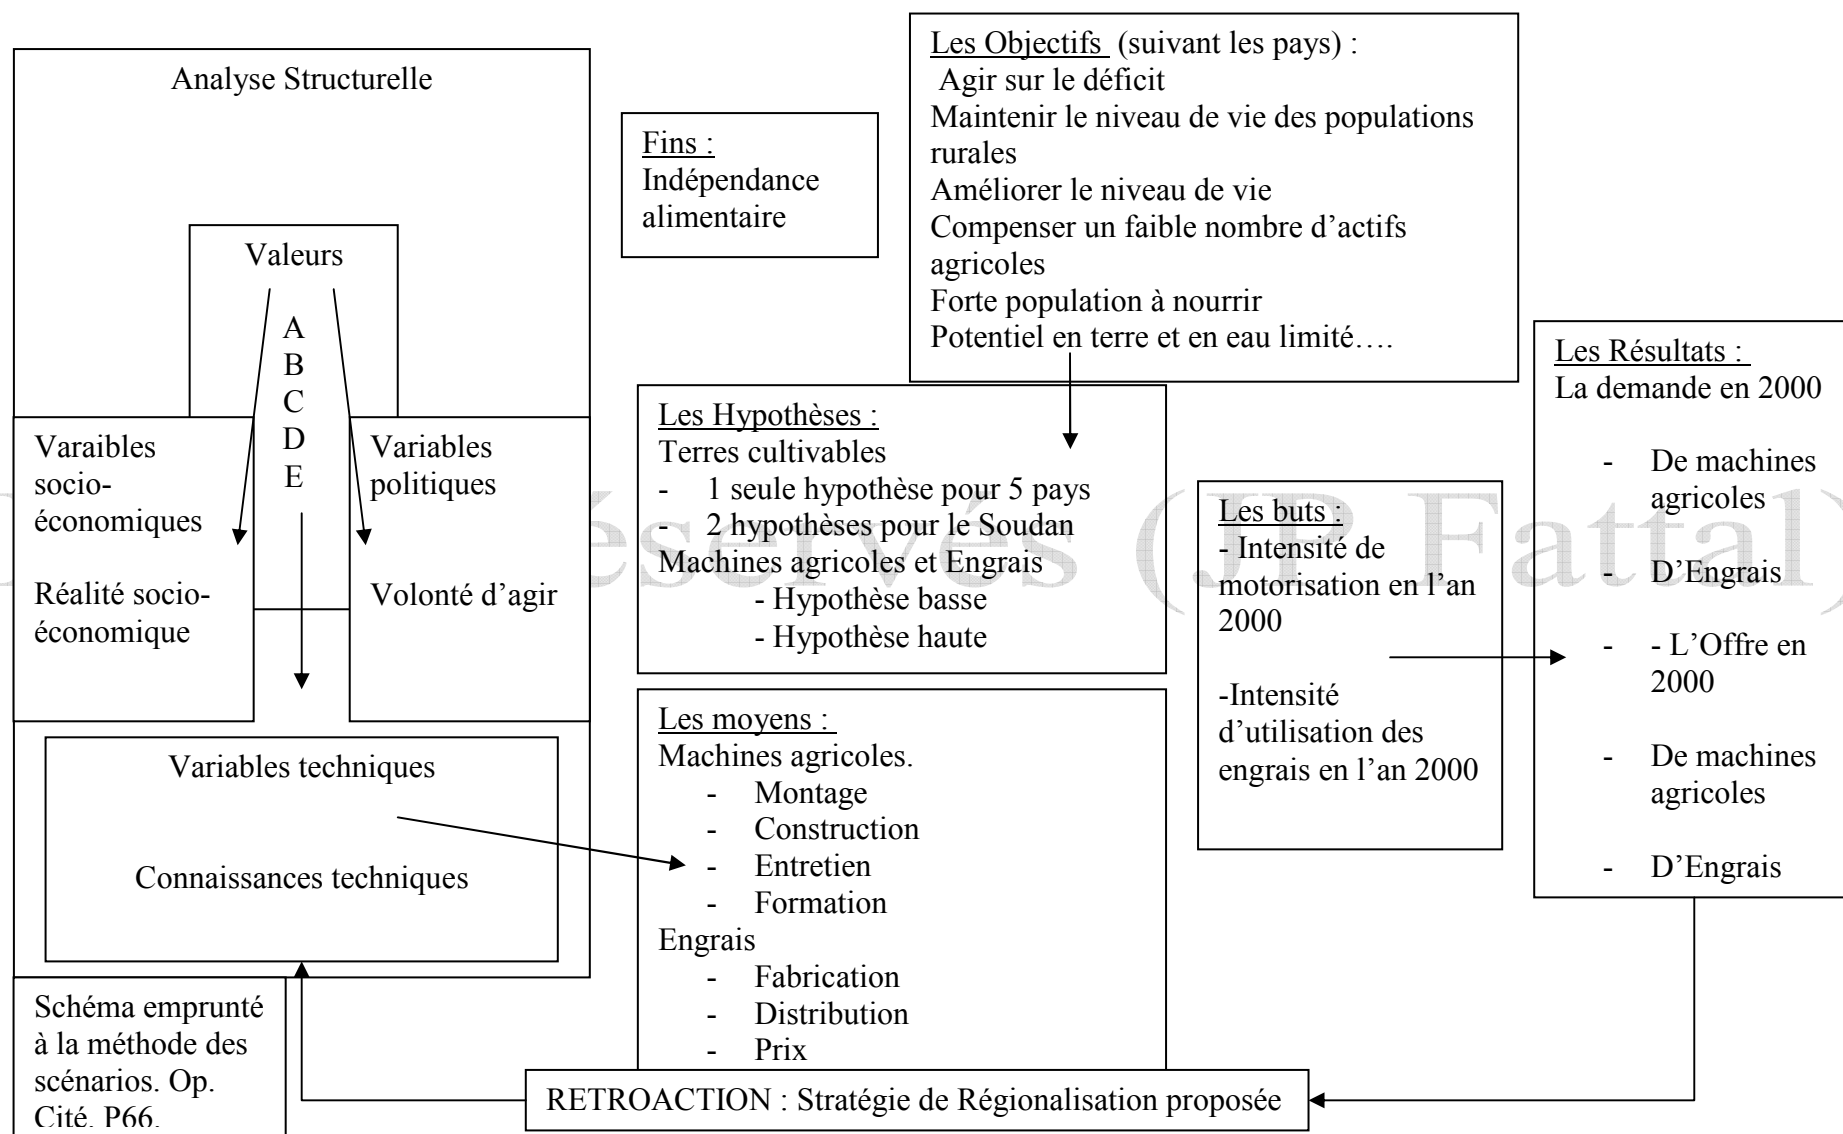 Analyse Structurelle
Valeurs
A
B
C
D
E
Varaibles
socio-
économiques
Réalité socio-
économique
Variables
politiques
Volonté d’agir
Variables techniques
Connaissances techniques
Schéma emprunté
à la méthode des
scénarios. Op.
Cité. P66.
Fins :
Indépendance
alimentaire
Les Objectifs (suivant les pays) :
Agir sur le déficit
Maintenir le niveau de vie des populations
rurales
Améliorer le niveau de vie
Compenser un faible nombre d’actifs
agricoles
Forte population à nourrir
Potentiel en terre et en eau limité….
Les Hypothèses :
Terres cultivables
- 1 seule hypothèse pour 5 pays
- 2 hypothèses pour le Soudan
Machines agricoles et Engrais
- Hypothèse basse
- Hypothèse haute
Les moyens :
Machines agricoles.
- Montage
- Construction
- Entretien
- Formation
Engrais
- Fabrication
- Distribution
- Prix
Les buts :
- Intensité de
motorisation en l’an
2000
-Intensité
d’utilisation des
engrais en l’an 2000
Les Résultats :
La demande en 2000
- De machines
agricoles
- D’Engrais
- - L’Offre en
2000
- De machines
agricoles
- D’Engrais
RETROACTION : Stratégie de Régionalisation proposée
éservés (JP Fattal)